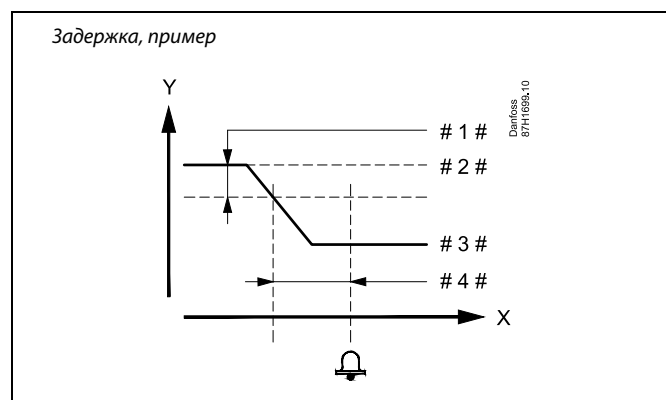 Задержка, пример
Y
Danfoss
87H1699.10
# 1 #
# 2 #
# 3 #
# 4 #
X